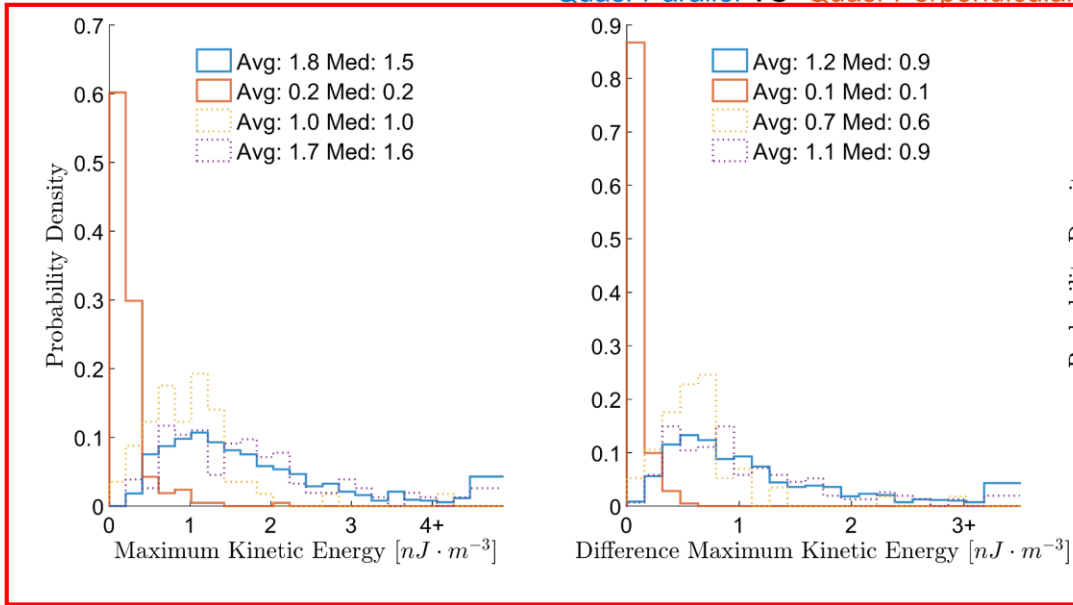 0.7
0.6
0.5
0.4
0.3
0.2
0.1
0
Probability Density
Avg: 1.8 Med: 1.5
Avg: 0.2 Med: 0.2
Avg: 1.0 Med: 1.0
Avg: 1.7 Med: 1.6
0 1 2 3 4+
Maximum Kinetic Energy [nJ · m⁻³]
0.9
0.8
0.7
0.6
0.5
0.4
0.3
0.2
0.1
0
Avg: 1.2 Med: 0.9
Avg: 0.1 Med: 0.1
Avg: 0.7 Med: 0.6
Avg: 1.1 Med: 0.9
0 1 2 3+
Difference Maximum Kinetic Energy [nJ · m⁻³]